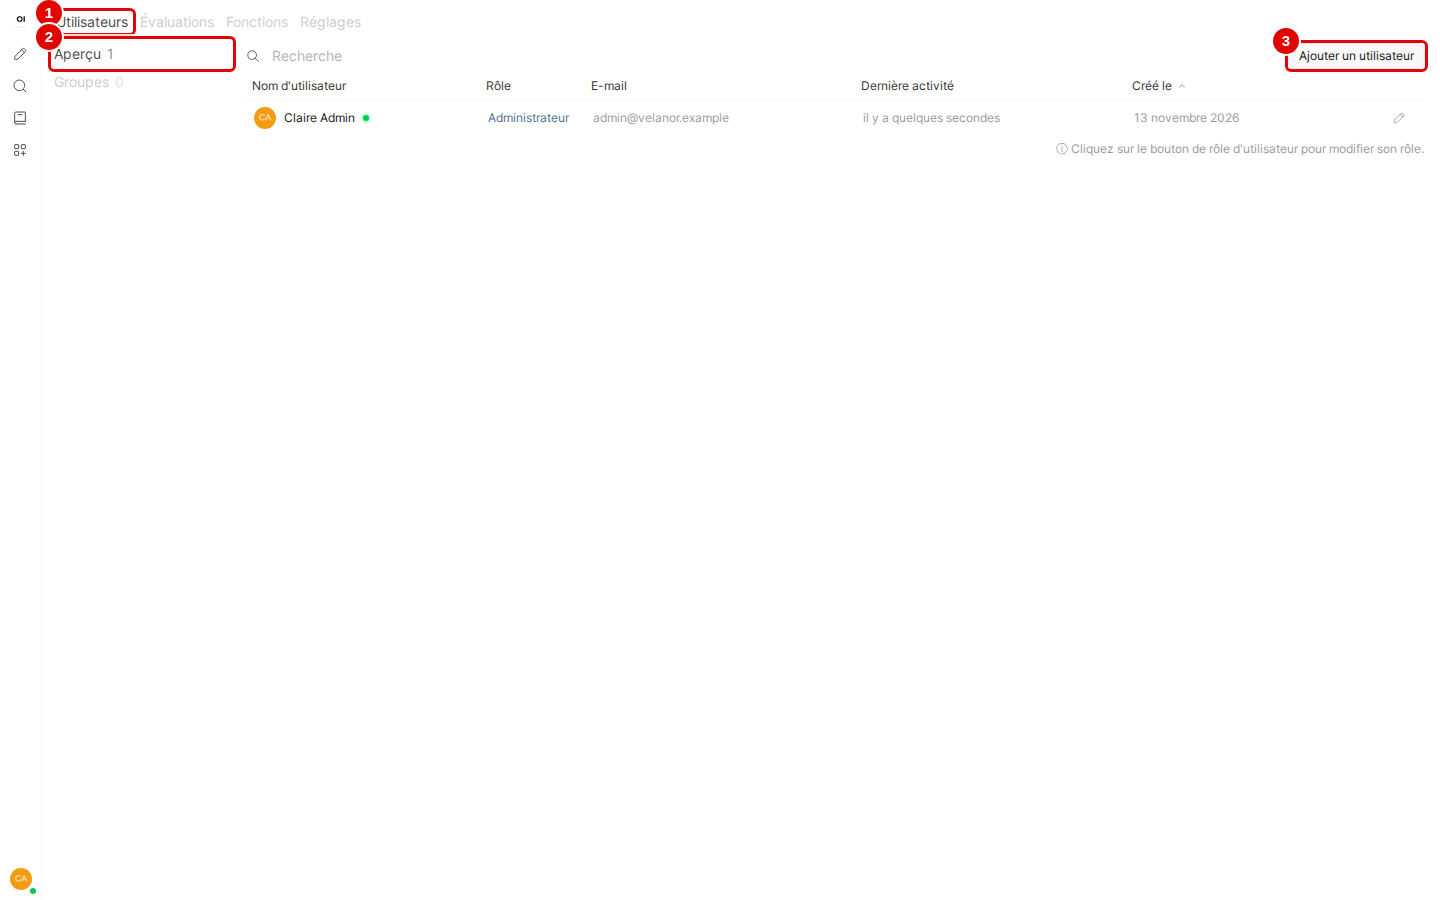 OI
1
Utilisateurs Évaluations Fonctions Réglages
2
Aperçu 1
Groupes 0
Recherche
3
Ajouter un utilisateur
Nom d'utilisateur Rôle E-mail Dernière activité Créé le
CA Claire Admin Administrateur admin@velanor.example il y a quelques secondes 13 novembre 2026
Cliquez sur le bouton de rôle d'utilisateur pour modifier son rôle.
CA